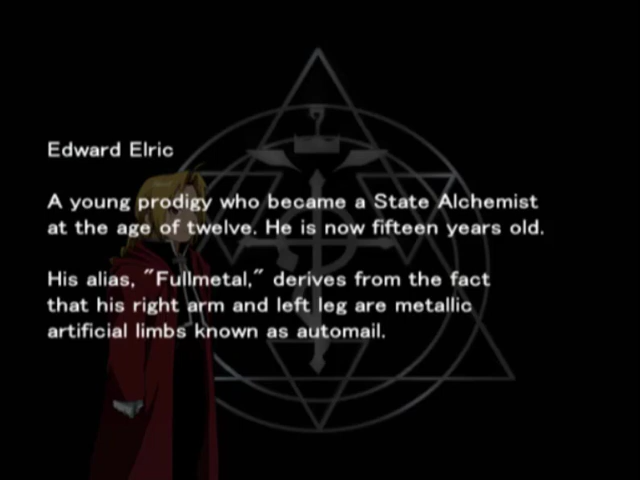 Edward Elric
A young prodigy who became a State Alchemist
at the age of twelve. He is now fifteen years old.
His alias, "Fullmetal," derives from the fact
that his right arm and left leg are metallic
artificial limbs known as automail.